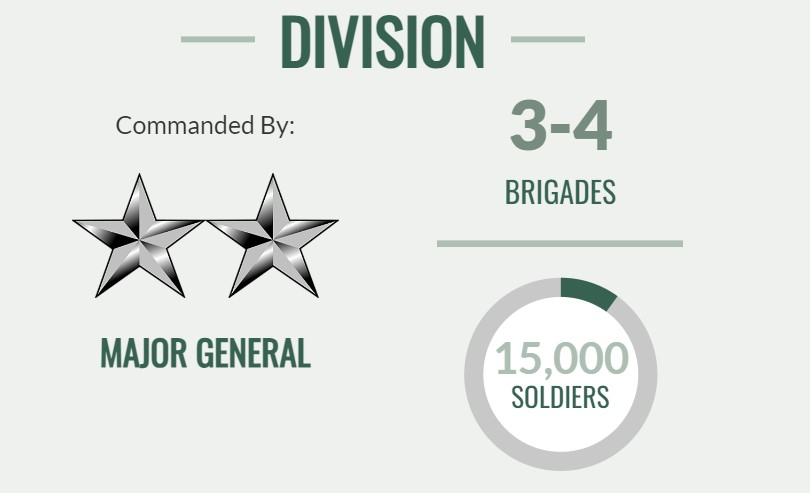 DIVISION
Commanded By:
MAJOR GENERAL
3-4
BRIGADES
15,000
SOLDIERS